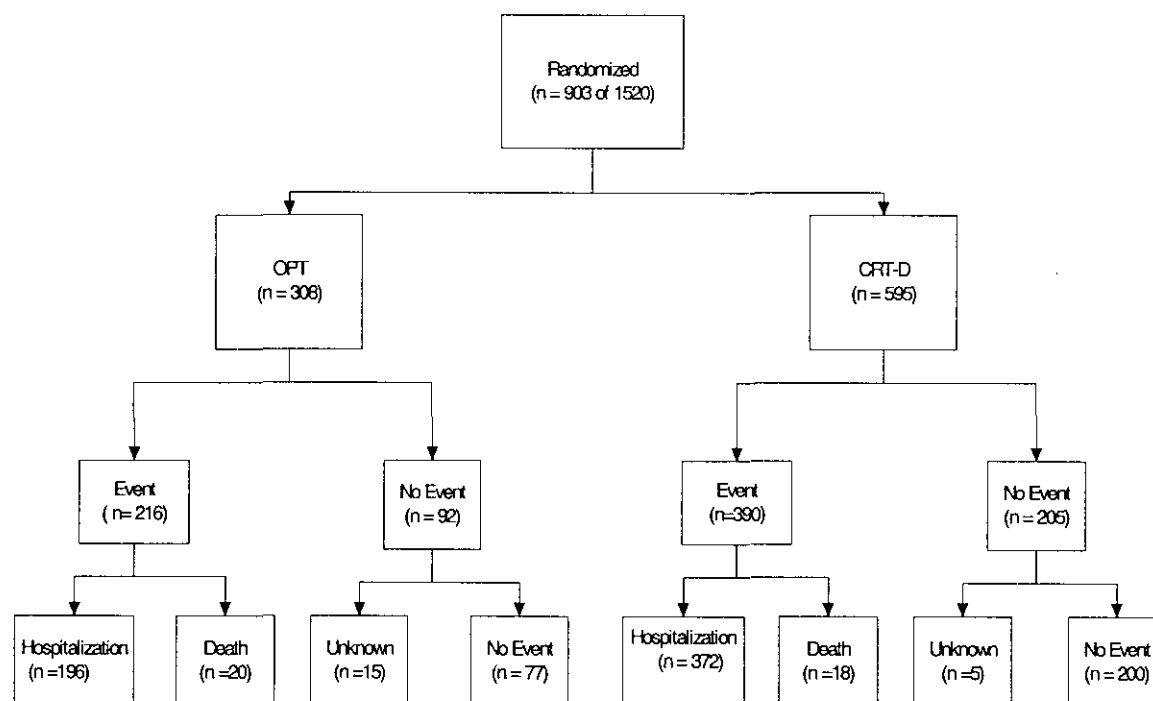 Randomized
(n = 903 of 1520)
OPT
(n = 308)
CRT-D
(n = 595)
Event
( n= 216)
No Event
(n = 92)
Event
(n=390)
No Event
(n = 205)
Hospitalization
(n =196)
Death
(n =20)
Unknown
(n =15)
No Event
(n = 77)
Hospitalization
(n = 372)
Death
(n =18)
Unknown
(n =5)
No Event
(n = 200)